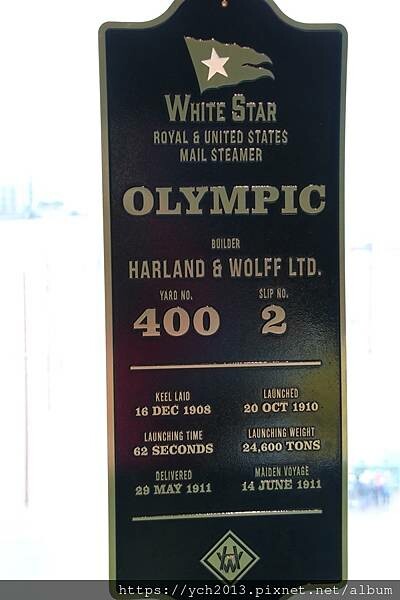 WHITE STAR
ROYAL & UNITED STATES
MAIL STEAMER
OLYMPIC
BUILDER
HARLAND & WOLFF LTD.
YARD NO. SLIP NO.
400 2
KEEL LAID LAUNCHED
16 DEC 1908 20 OCT 1910
LAUNCHING TIME LAUNCHING WEIGHT
62 SECONDS 24,600 TONS
DELIVERED MAIDEN VOYAGE
29 MAY 1911 14 JUNE 1911
https://ych2013.pixnet.net/album